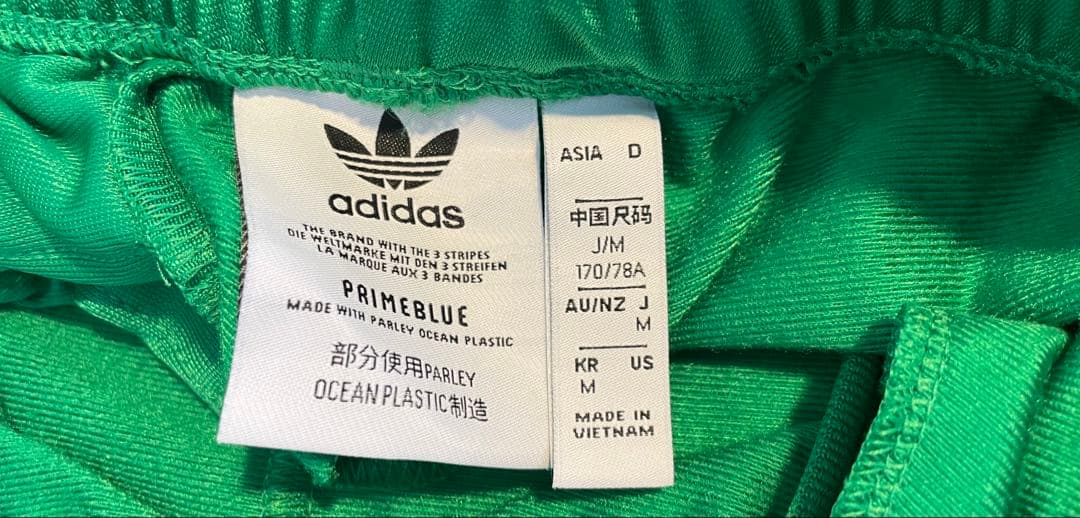 adidas
THE BRAND WITH THE 3 STRIPES
DIE WELTMARKE MIT DEN 3 STREIFEN
LA MARQUE AUX 3 BANDES
PRIMEBLUE
MADE WITH PARLEY OCEAN PLASTIC
部分使用PARLEY
OCEAN PLASTIC制造
ASIA D
中国尺码
J/M
170/78A
AU/NZ J
M
KR US
M
MADE IN
VIETNAM